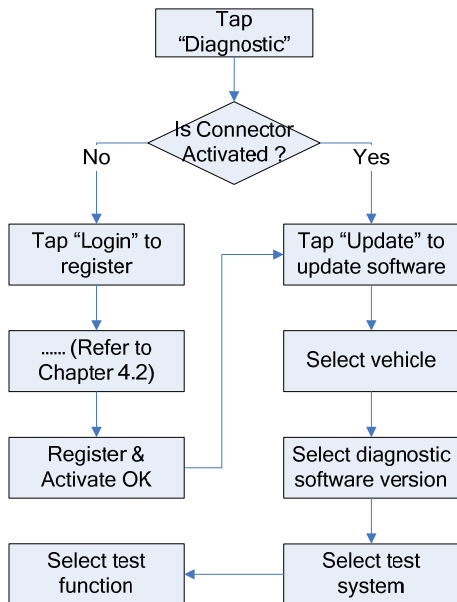 Tap
“Diagnostic”
Is Connector
Activated ?
No
Yes
Tap “Login” to
register
Tap “Update” to
update software
...... (Refer to
Chapter 4.2)
Select vehicle
Register &
Activate OK
Select diagnostic
software version
Select test
function
Select test
system